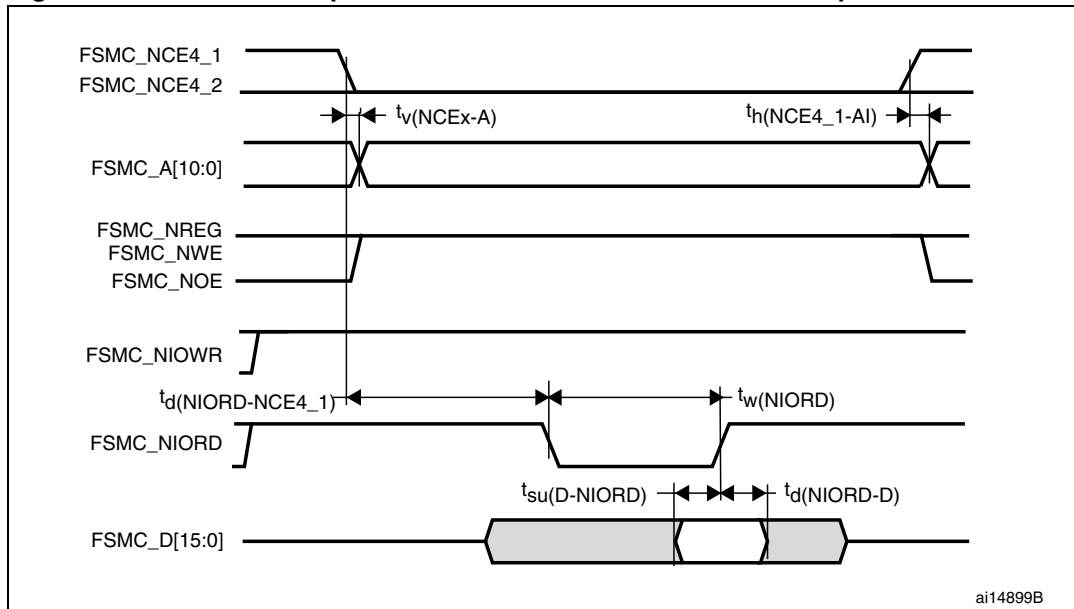 FSMC_NCE4_1
FSMC_NCE4_2
tv(NCEx-A)
th(NCE4_1-AI)
FSMC_A[10:0]
FSMC_NREG
FSMC_NWE
FSMC_NOE
FSMC_NIOWR
td(NIORD-NCE4_1)
tw(NIORD)
FSMC_NIORD
tsu(D-NIORD)
td(NIORD-D)
FSMC_D[15:0]
ai14899B